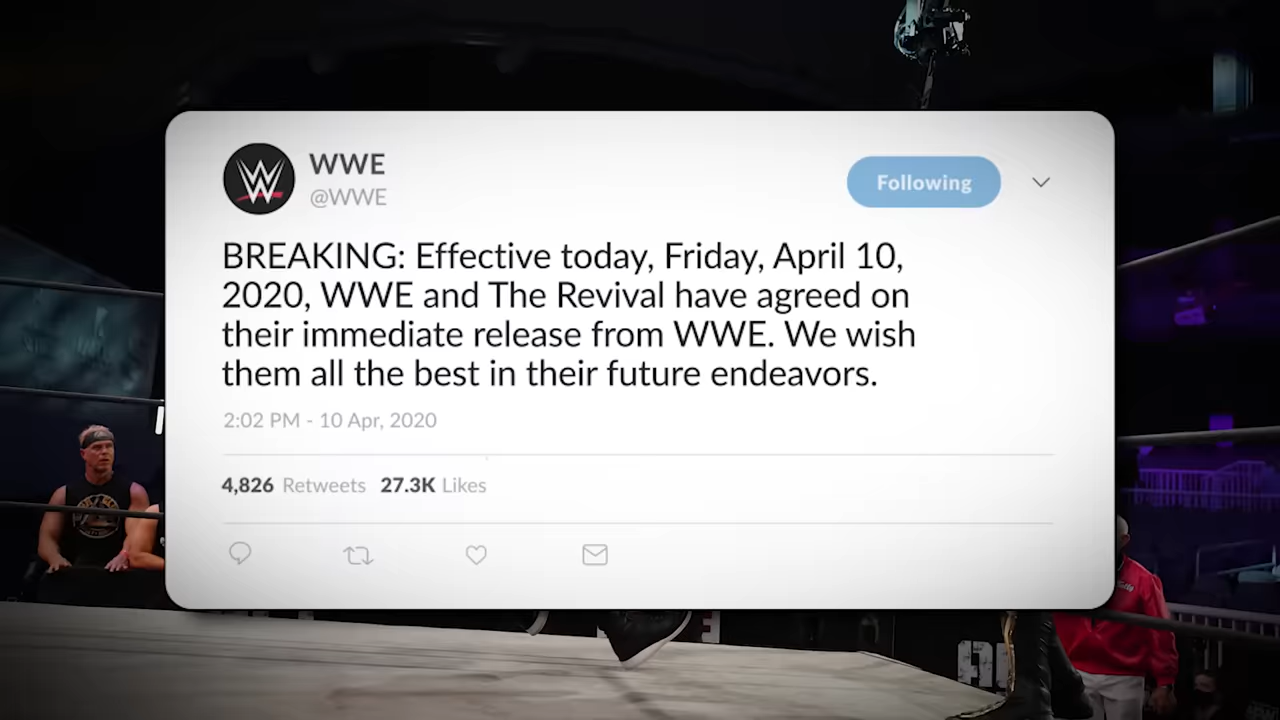 WWE
@WWE
Following
BREAKING: Effective today, Friday, April 10,
2020, WWE and The Revival have agreed on
their immediate release from WWE. We wish
them all the best in their future endeavors.
2:02 PM - 10 Apr, 2020
4,826 Retweets 27.3K Likes